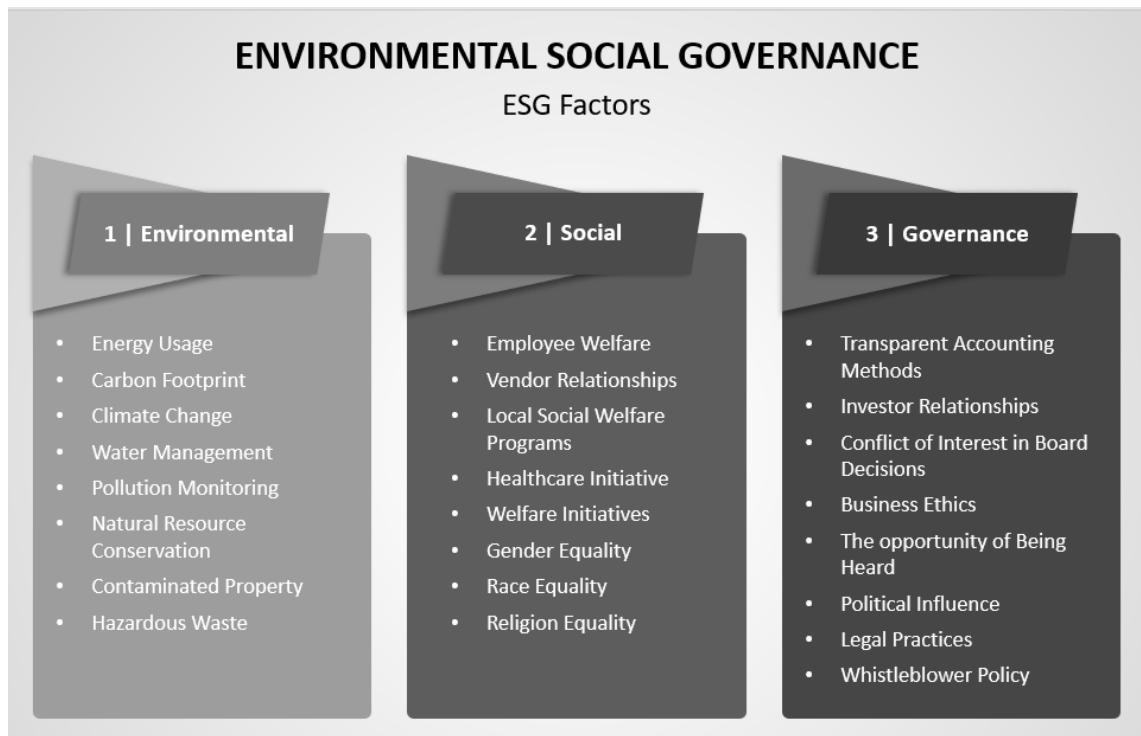 ENVIRONMENTAL SOCIAL GOVERNANCE
ESG Factors
1 | Environmental
• Energy Usage
• Carbon Footprint
• Climate Change
• Water Management
• Pollution Monitoring
• Natural Resource
Conservation
• Contaminated Property
• Hazardous Waste
2 | Social
• Employee Welfare
• Vendor Relationships
• Local Social Welfare
Programs
• Healthcare Initiative
• Welfare Initiatives
• Gender Equality
• Race Equality
• Religion Equality
3 | Governance
• Transparent Accounting
Methods
• Investor Relationships
• Conflict of Interest in Board
Decisions
• Business Ethics
• The opportunity of Being
Heard
• Political Influence
• Legal Practices
• Whistleblower Policy